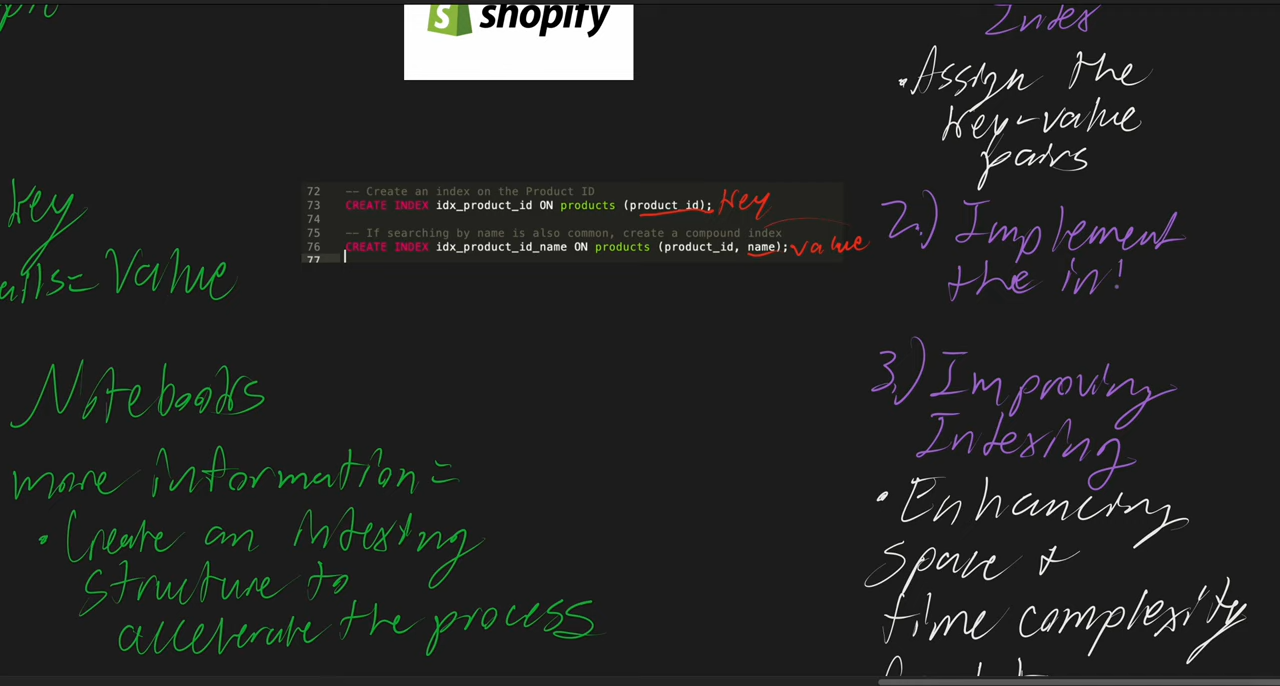 shopify
Index
• Assign the
key-value
pairs
72 -- Create an index on the Product ID
73 CREATE INDEX idx_product_id ON products (product_id); Key
74
75 -- If searching by name is also common, create a compound index
76 CREATE INDEX idx_product_id_name ON products (product_id, name); value
77
key
= Value
2.) Implement
the in!
Notebooks
more information =
• Create an indexing
structure to
accelerate the process
3.) Improving
Indexing
• Enhancing
space &
time complexity